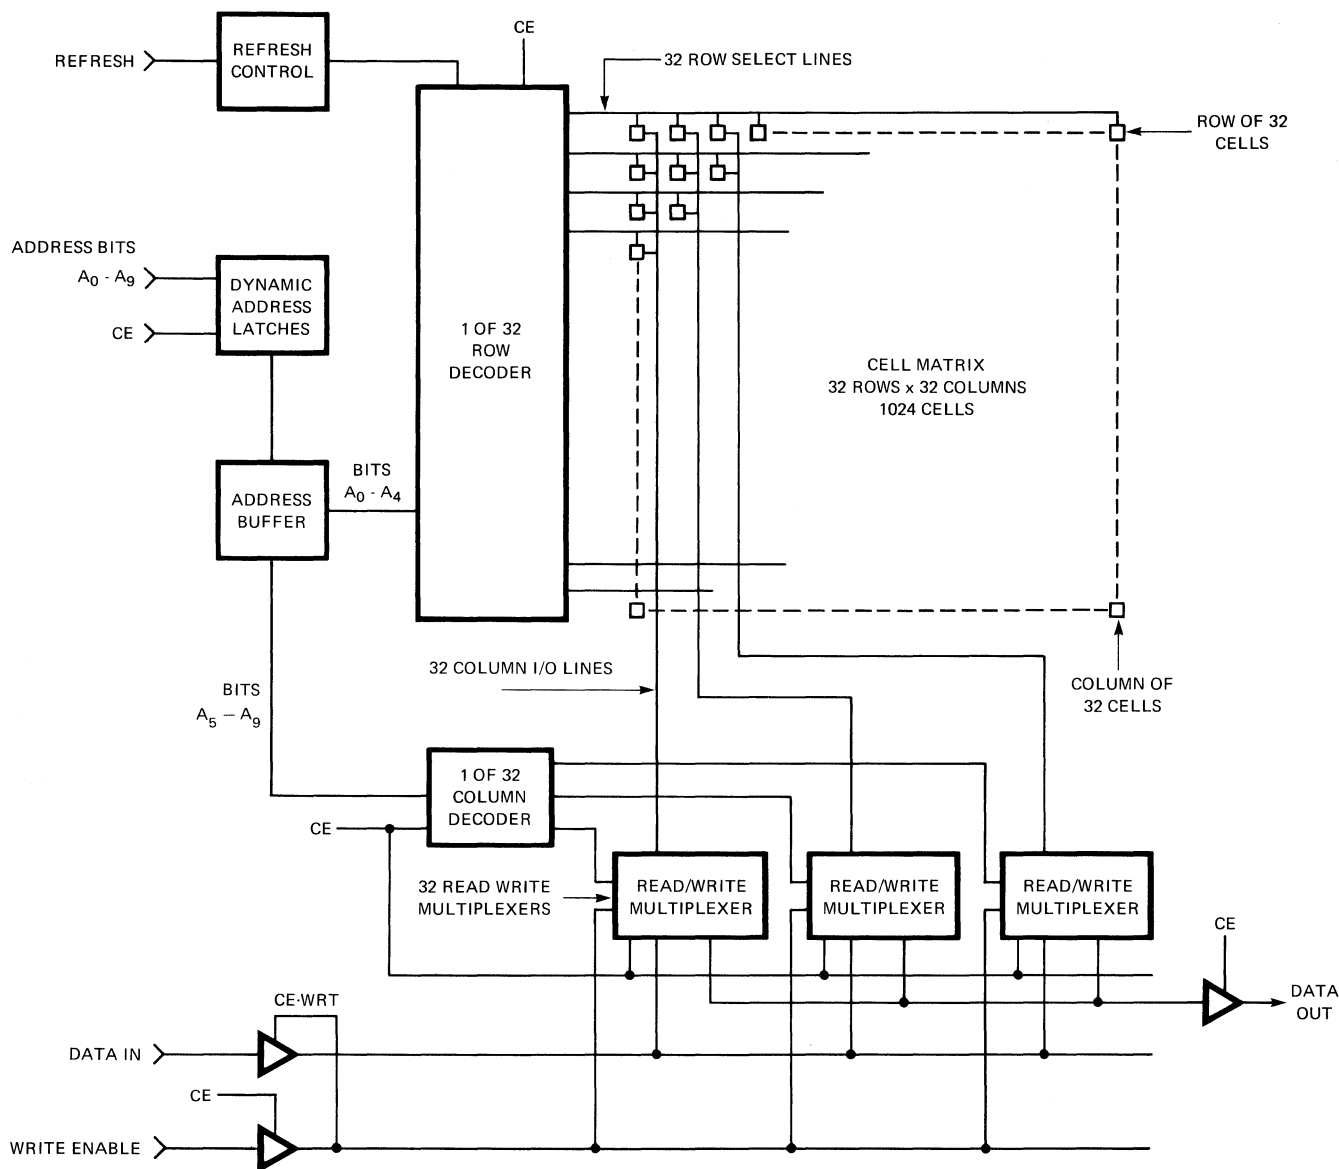 CE
REFRESH
REFRESH
CONTROL
32 ROW SELECT LINES
ROW OF 32
CELLS
ADDRESS BITS
A0 - A9
CE
DYNAMIC
ADDRESS
LATCHES
1 OF 32
ROW
DECODER
CELL MATRIX
32 ROWS x 32 COLUMNS
1024 CELLS
ADDRESS
BUFFER
BITS
A0 - A4
32 COLUMN I/O LINES
COLUMN OF
32 CELLS
BITS
A5 – A9
1 OF 32
COLUMN
DECODER
CE
32 READ WRITE
MULTIPLEXERS
READ/WRITE
MULTIPLEXER
READ/WRITE
MULTIPLEXER
READ/WRITE
MULTIPLEXER
CE
DATA
OUT
CE·WRT
DATA IN
CE
WRITE ENABLE